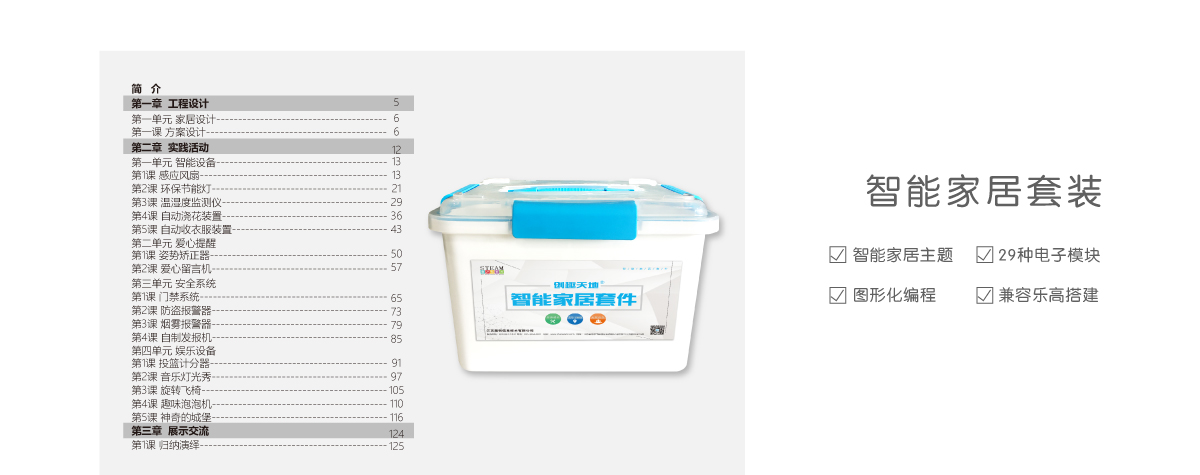 简 介
第一章 工程设计 5
第一单元 家居设计 6
第一课 方案设计 6
第二章 实践活动 12
第一单元 智能设备 13
第1课 感应风扇 13
第2课 环保节能灯 21
第3课 温湿度监测仪 29
第4课 自动浇花装置 36
第5课 自动收衣服装置 43
第二单元 爱心提醒
第1课 姿势矫正器 50
第2课 爱心留言机 57
第三单元 安全系统
第1课 门禁系统 65
第2课 防盗报警器 73
第3课 烟雾报警器 79
第4课 自制发报机 85
第四单元 娱乐设备
第1课 投篮计分器 91
第2课 音乐灯光秀 97
第3课 旋转飞椅 105
第4课 趣味泡泡机 110
第5课 神奇的城堡 116
第三章 展示交流 124
第1课 归纳演绎 125
STEAM
创趣天地
智能家居套件
智能家居套装
智能家居主题
29种电子模块
图形化编程
兼容乐高搭建